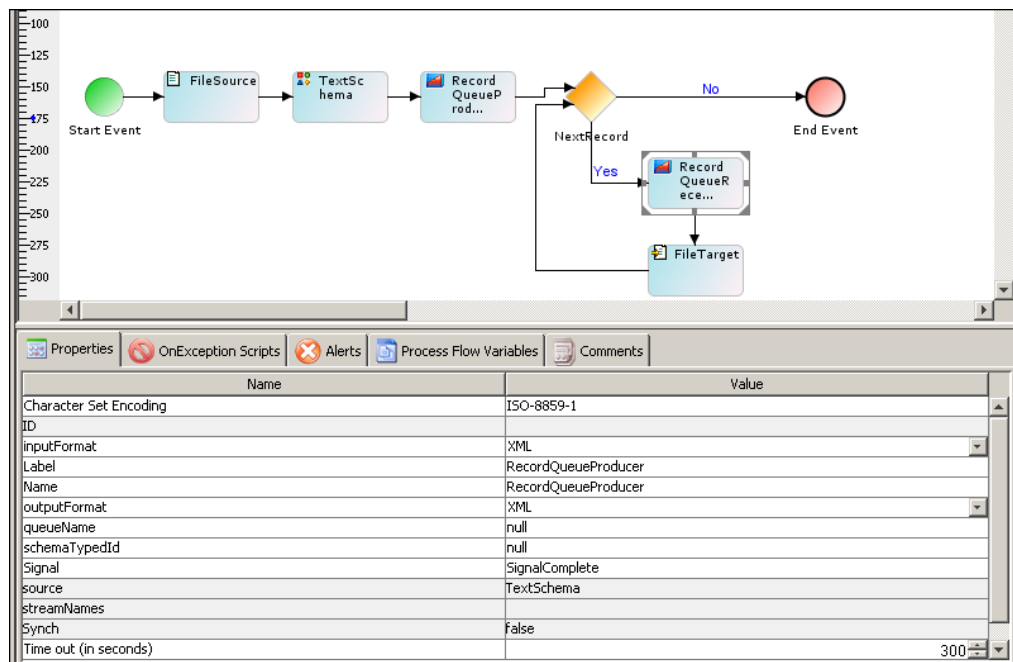 100
125
150
175
200
225
250
275
300
Start Event
FileSource
TextSc
hema
Record
QueueP
rod...
NextRecord
No
End Event
Yes
Record
QueueR
ece...
FileTarget
Properties
OnException Scripts
Alerts
Process Flow Variables
Comments
Name Value
Character Set Encoding ISO-8859-1
ID
inputFormat XML
Label RecordQueueProducer
Name RecordQueueProducer
outputFormat XML
queueName null
schemaTypedId null
Signal SignalComplete
source TextSchema
streamNames
Synch false
Time out (in seconds) 300